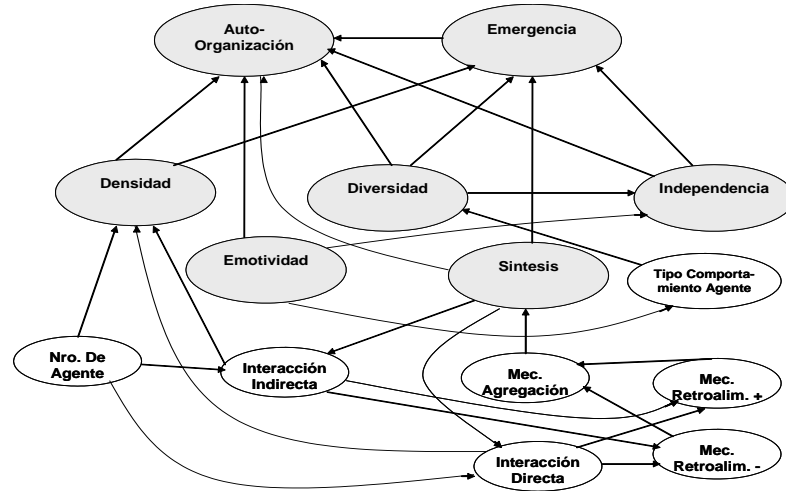 Auto-
Organización
Emergencia
Densidad
Diversidad
Independencia
Emotividad
Sintesis
Tipo Comporta-
miento Agente
Nro. De
Agente
Interacción
Indirecta
Mec.
Agregación
Mec.
Retroalim. +
Interacción
Directa
Mec.
Retroalim. -